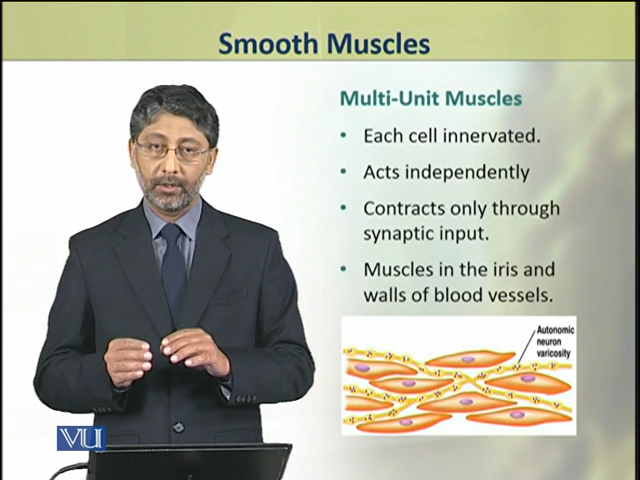 Smooth Muscles
Multi-Unit Muscles
• Each cell innervated.
• Acts independently
• Contracts only through
synaptic input.
• Muscles in the iris and
walls of blood vessels.
Autonomic
neuron
varicosity
VU